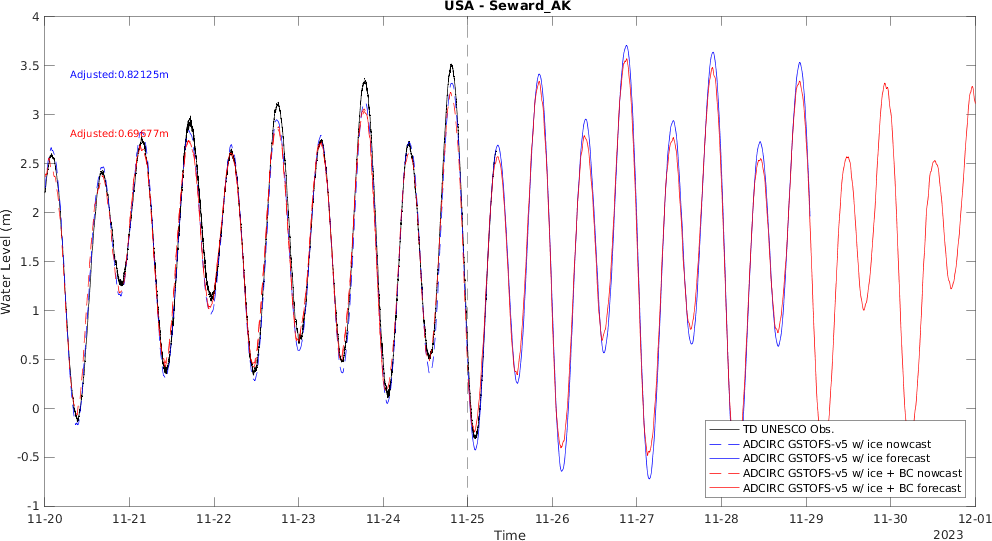 USA - Seward_AK
4
3.5
3
2.5
2
1.5
1
0.5
0
-0.5
-1
Water Level (m)
Adjusted:0.82125m
Adjusted:0.69677m
TD UNESCO Obs.
ADCIRC GSTOFS-v5 w/ ice nowcast
ADCIRC GSTOFS-v5 w/ ice forecast
ADCIRC GSTOFS-v5 w/ ice + BC nowcast
ADCIRC GSTOFS-v5 w/ ice + BC forecast
11-20 11-21 11-22 11-23 11-24 11-25 11-26 11-27 11-28 11-29 11-30 12-01
Time
2023